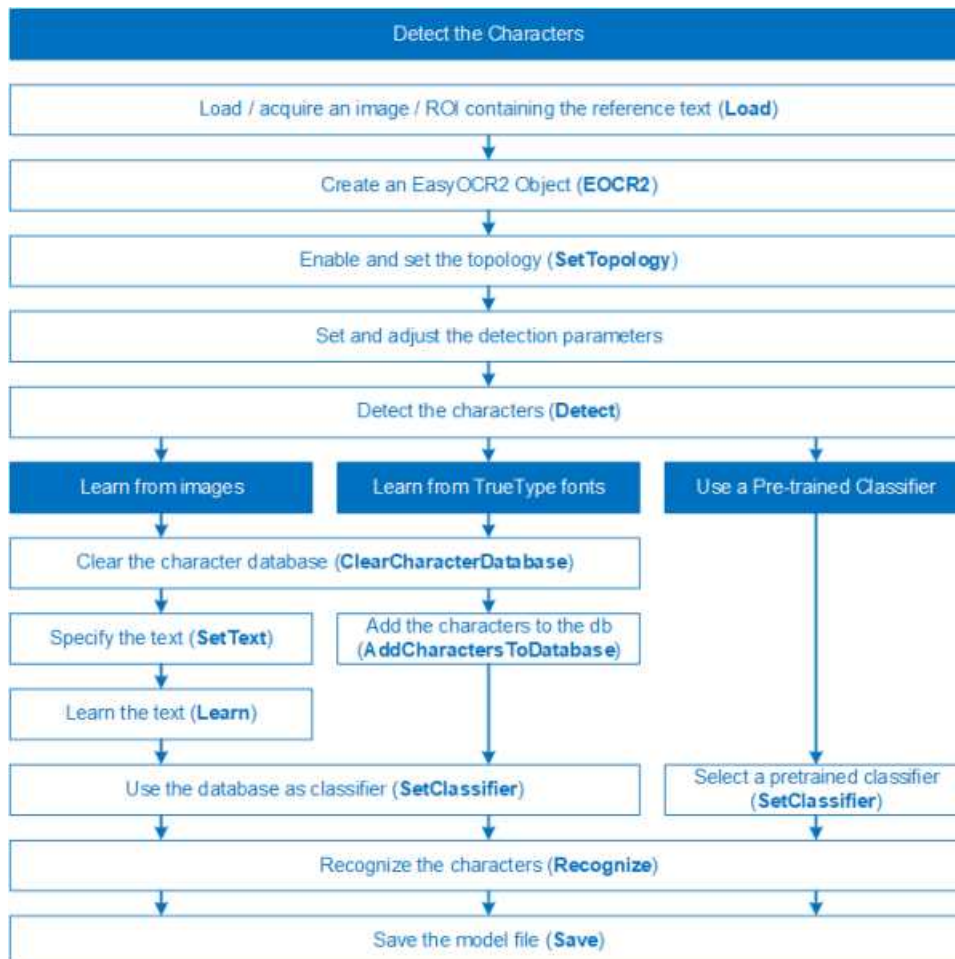 Detect the Characters
Load / acquire an image / ROI containing the reference text (Load)
Create an EasyOCR2 Object (EOCR2)
Enable and set the topology (SetTopology)
Set and adjust the detection parameters
Detect the characters (Detect)
Learn from images
Learn from TrueType fonts
Use a Pre-trained Classifier
Clear the character database (ClearCharacterDatabase)
Specify the text (SetText)
Add the characters to the db
(AddCharactersToDatabase)
Learn the text (Learn)
Use the database as classifier (SetClassifier)
Select a pretrained classifier
(SetClassifier)
Recognize the characters (Recognize)
Save the model file (Save)